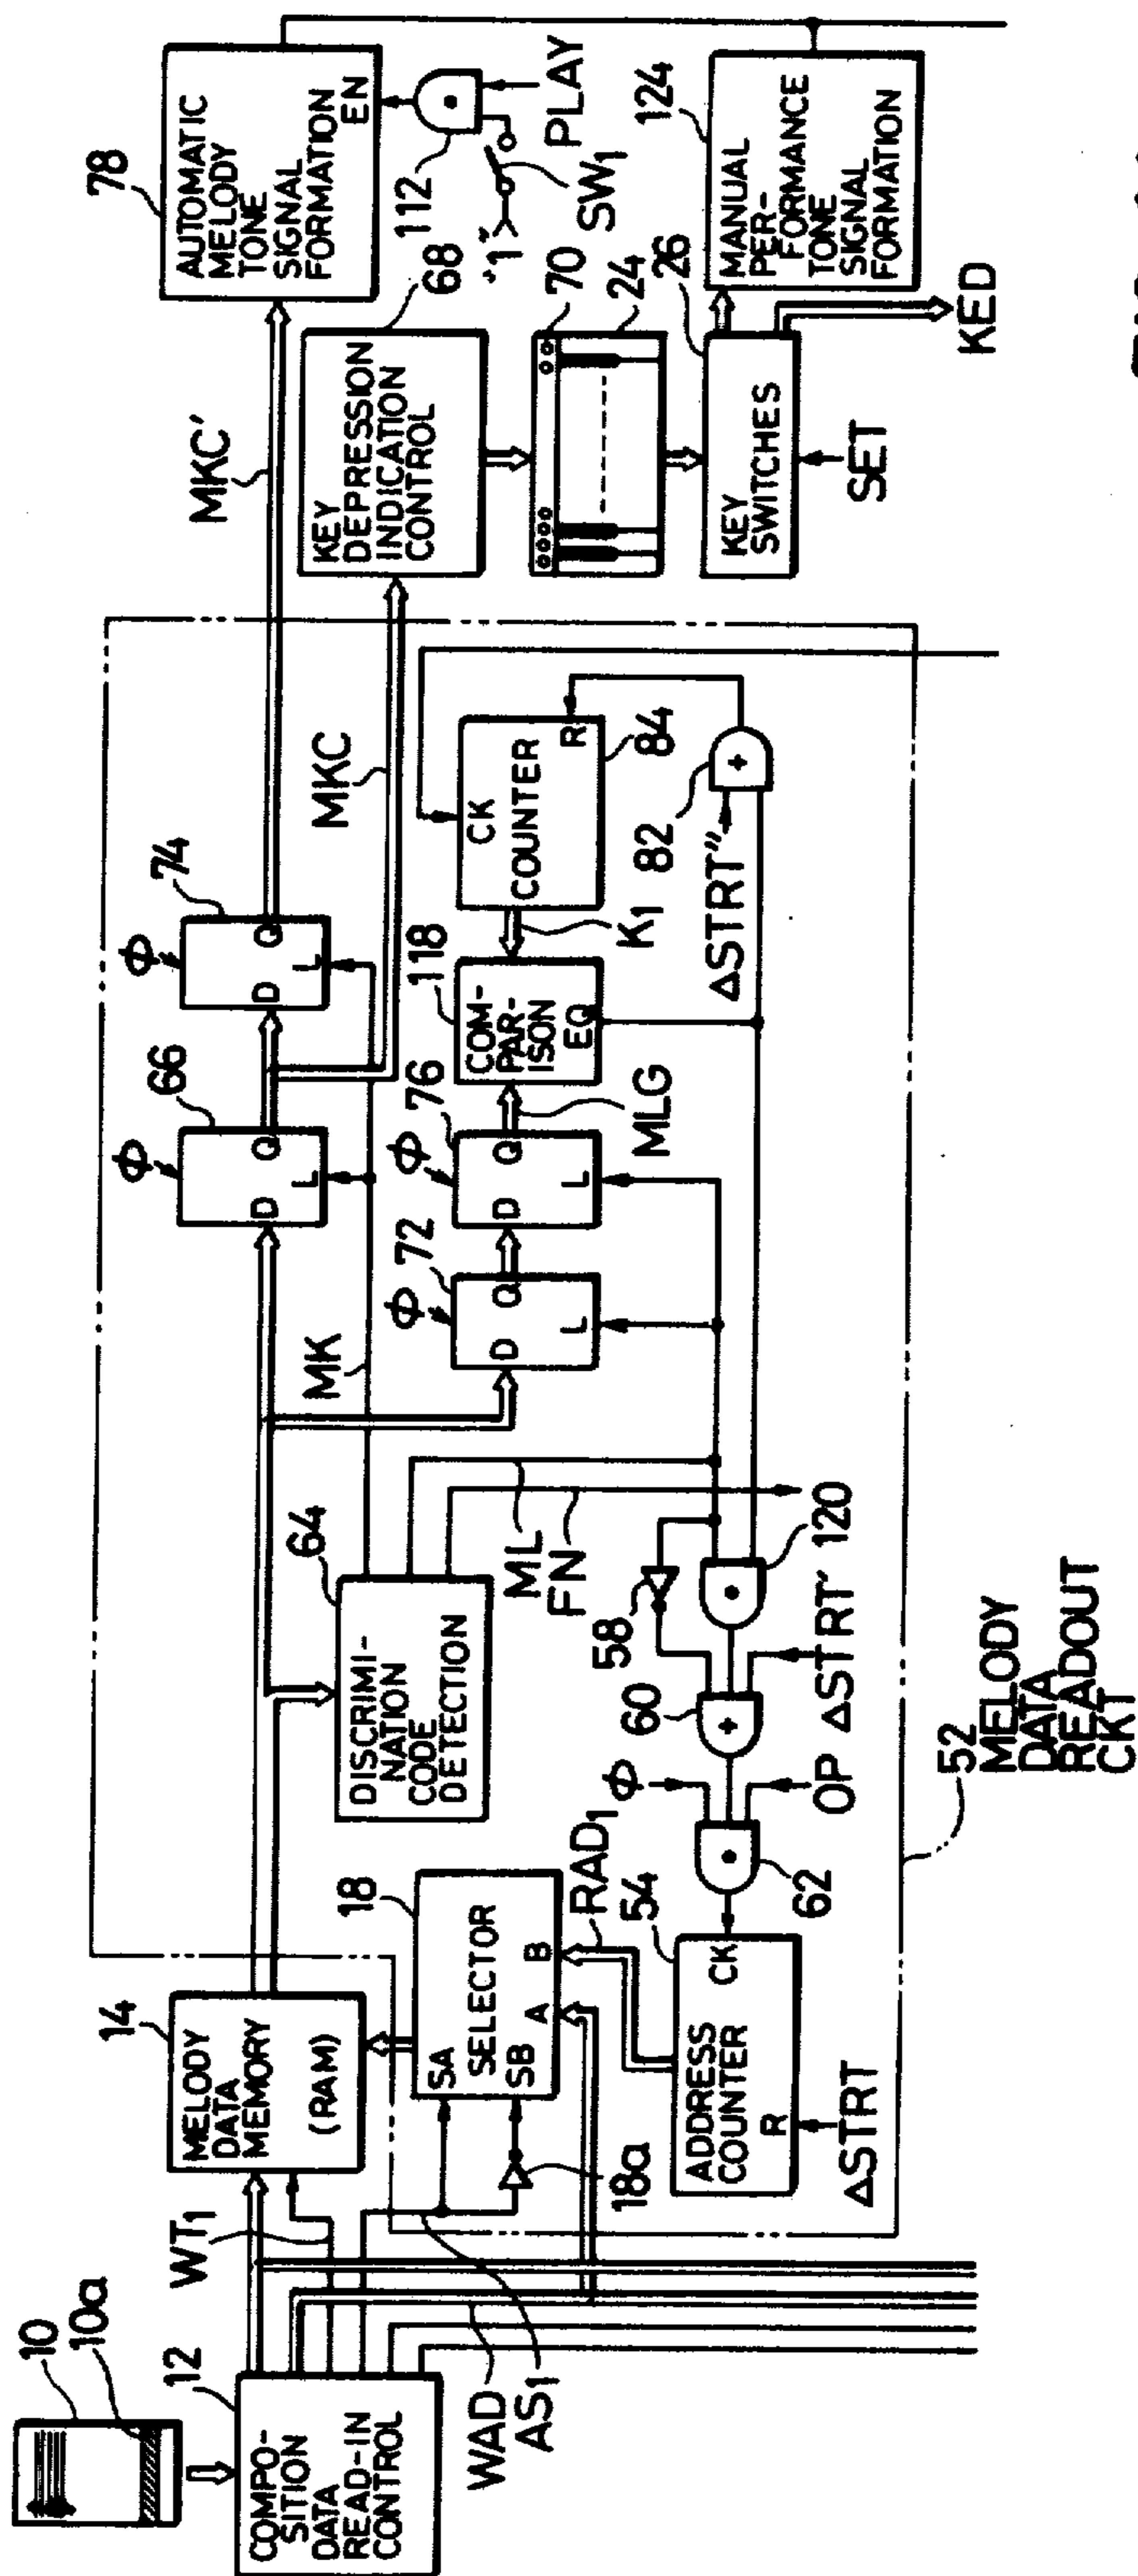 10
10a
12
COMPO-
SITION
DATA
READ-IN
CONTROL
WT1
WAD
AS1
14
MELODY
DATA
MEMORY
(RAM)
18
SA
SELECTOR
SB
A
B
18a
RAD1
54
ADDRESS
COUNTER
CK
R
ΔSTRT
62
Φ
OP
60
58
ΔSTRT'
120
64
DISCRIMI-
NATION
CODE
DETECTION
ML
FN
MK
Φ
66
D
Q
L
Φ
74
D
Q
L
Φ
72
D
Q
L
Φ
76
D
Q
L
MLG
118
COM-
PAR-
ISON
EQ
K1
CK
COUNTER
R
84
82
ΔSTRT"
MKC
MKC'
52
MELODY
DATA
READOUT
CKT
78
AUTOMATIC
MELODY
TONE
SIGNAL
FORMATION
EN
112
"1"
SW1
PLAY
68
KEY
DEPRESSION
INDICATION
CONTROL
70
24
26
KEY
SWITCHES
SET
KED
124
MANUAL
PER-
FORMANCE
TONE
SIGNAL
FORMATION